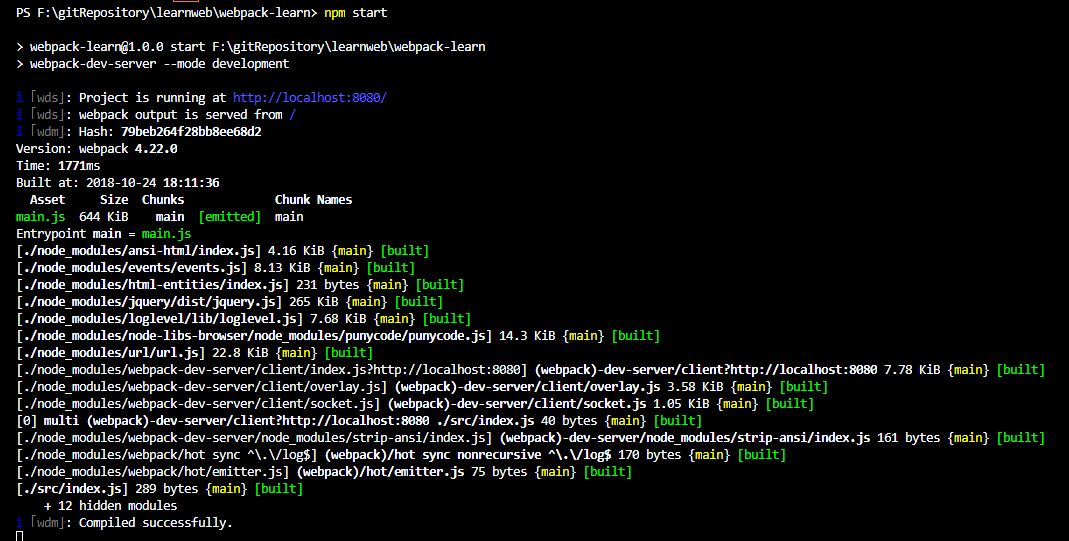 PS F:\gitRepository\learnweb\webpack-learn> npm start
> webpack-learn@1.0.0 start F:\gitRepository\learnweb\webpack-learn
> webpack-dev-server --mode development
i ｢wds｣: Project is running at http://localhost:8080/
i ｢wds｣: webpack output is served from /
i ｢wdm｣: Hash: 79beb264f28bb8ee68d2
Version: webpack 4.22.0
Time: 1771ms
Built at: 2018-10-24 18:11:36
Asset Size Chunks Chunk Names
main.js 644 KiB main [emitted] main
Entrypoint main = main.js
[./node_modules/ansi-html/index.js] 4.16 KiB {main} [built]
[./node_modules/events/events.js] 8.13 KiB {main} [built]
[./node_modules/html-entities/index.js] 231 bytes {main} [built]
[./node_modules/jquery/dist/jquery.js] 265 KiB {main} [built]
[./node_modules/loglevel/lib/loglevel.js] 7.68 KiB {main} [built]
[./node_modules/node-libs-browser/node_modules/punycode/punycode.js] 14.3 KiB {main} [built]
[./node_modules/url/url.js] 22.8 KiB {main} [built]
[./node_modules/webpack-dev-server/client/index.js?http://localhost:8080] (webpack)-dev-server/client?http://localhost:8080 7.78 KiB {main} [built]
[./node_modules/webpack-dev-server/client/overlay.js] (webpack)-dev-server/client/overlay.js 3.58 KiB {main} [built]
[./node_modules/webpack-dev-server/client/socket.js] (webpack)-dev-server/client/socket.js 1.05 KiB {main} [built]
[0] multi (webpack)-dev-server/client?http://localhost:8080 ./src/index.js 40 bytes {main} [built]
[./node_modules/webpack-dev-server/node_modules/strip-ansi/index.js] (webpack)-dev-server/node_modules/strip-ansi/index.js 161 bytes {main} [built]
[./node_modules/webpack/hot sync ^\.\/log$] (webpack)/hot sync nonrecursive ^\.\/log$ 170 bytes {main} [built]
[./node_modules/webpack/hot/emitter.js] (webpack)/hot/emitter.js 75 bytes {main} [built]
[./src/index.js] 289 bytes {main} [built]
+ 12 hidden modules
i ｢wdm｣: Compiled successfully.